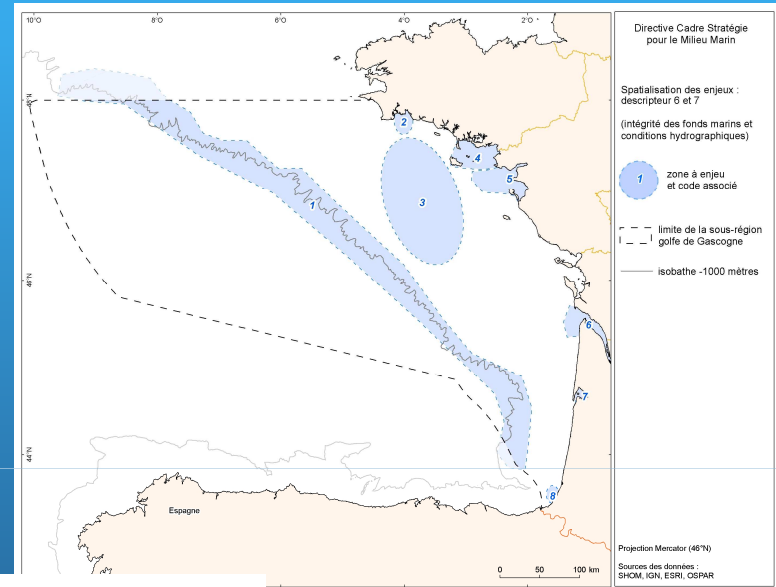 10°O 8°O 6°O 4°O 2°O
Directive Cadre Stratégie
pour le Milieu Marin
Spatialisation des enjeux :
descripteur 6 et 7
(intégrité des fonds marins et
conditions hydrographiques)
1
zone à enjeu
et code associé
limite de la sous-région
golfe de Gascogne
isobathe -1000 mètres
48°N
2
4
5
1
3
46°N
6
7
44°N
8
Espagne
0 50 100 km
Projection Mercator (46°N)
Sources des données :
SHOM, IGN, ESRI, OSPAR